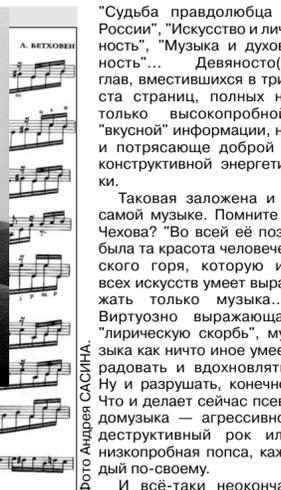 Л. БЕТХОВЕН
Фото Андрея САСИНА.
"Судьба правдолюбца
России", "Искусство и лич
ность", "Музыка и духов
ность"... Девяносто(
глав, вместившихся в три
ста страниц, полных н
только высокопробной
"вкусной" информации, н
и потрясающе доброй
конструктивной энергети
ки.
Таковая заложена и
самой музыке. Помните
Чехова? "Во всей её поз
была та красота человече
ского горя, которую и
всех искусств умеет выра
жать только музыка...
Виртуозно выражающа
"лирическую скорбь", му
зыка как ничто иное умее
радовать и вдохновлять
Ну и разрушать, конечно
Что и делает сейчас псев
домузыка — агрессивно
деструктивный рок ил
низкопробная попса, каж
дый по-своему.
И всё-таки неоконча